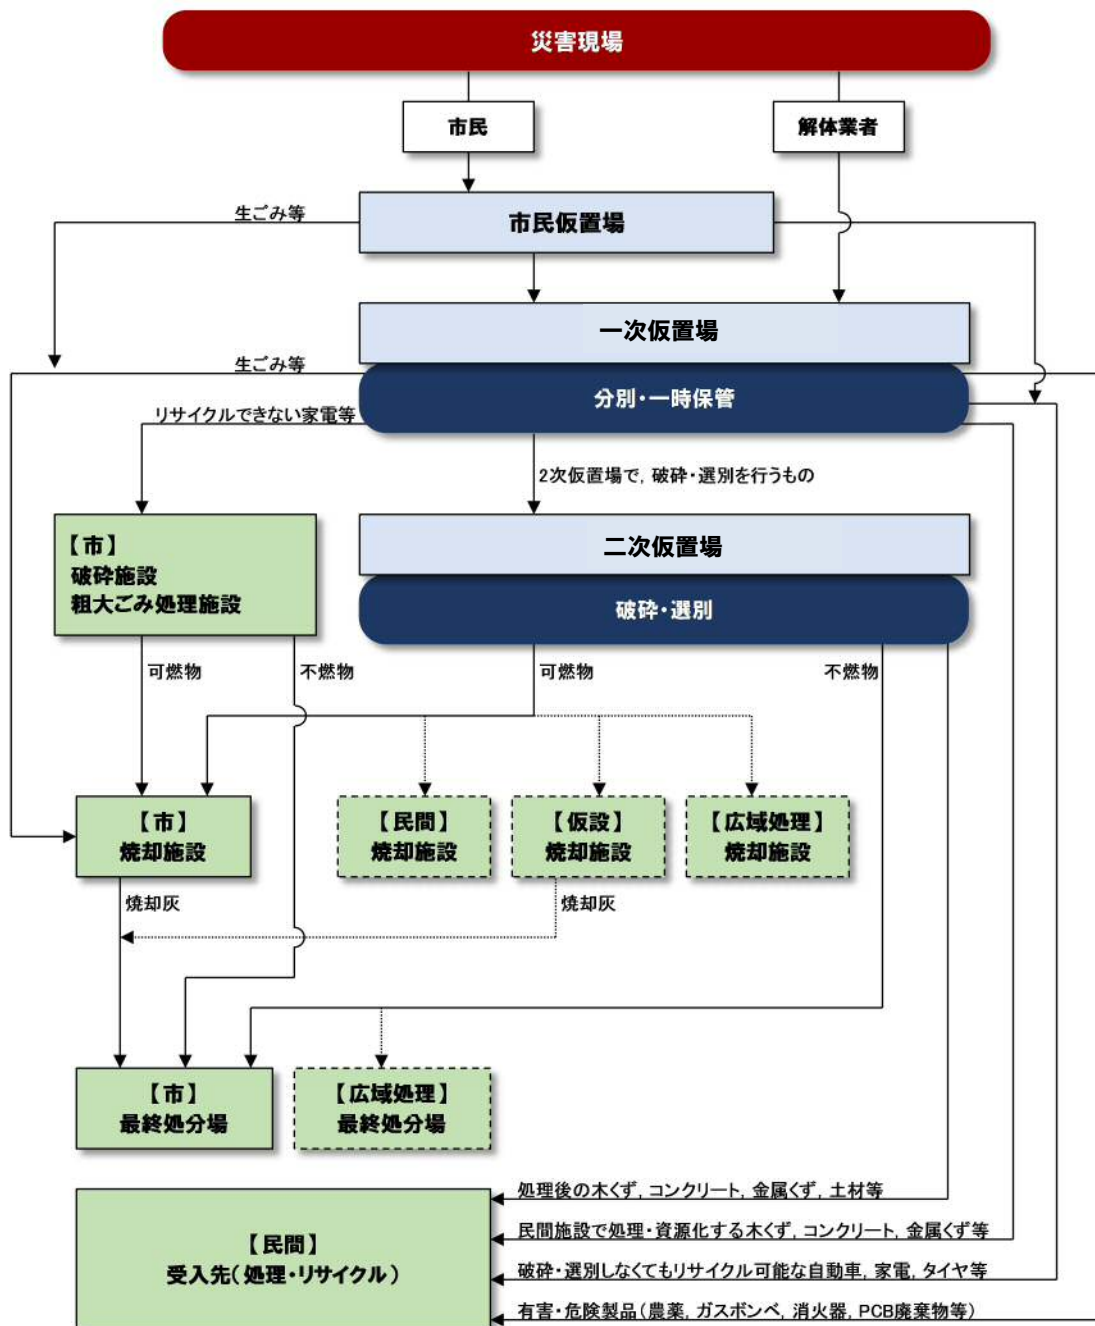 災害現場
市民
解体業者
生ごみ等
市民仮置場
一次仮置場
生ごみ等
分別・一時保管
リサイクルできない家電等
2次仮置場で, 破砕・選別を行うもの
【市】
破砕施設
粗大ごみ処理施設
二次仮置場
破砕・選別
可燃物
不燃物
可燃物
不燃物
【市】
焼却施設
【民間】
焼却施設
【仮設】
焼却施設
【広域処理】
焼却施設
焼却灰
焼却灰
【市】
最終処分場
【広域処理】
最終処分場
処理後の木くず, コンクリート, 金属くず, 土材等
民間施設で処理・資源化する木くず, コンクリート, 金属くず等
【民間】
受入先(処理・リサイクル)
破砕・選別しなくてもリサイクル可能な自動車, 家電, タイヤ等
有害・危険製品(農薬, ガスボンベ, 消火器, PCB廃棄物等)